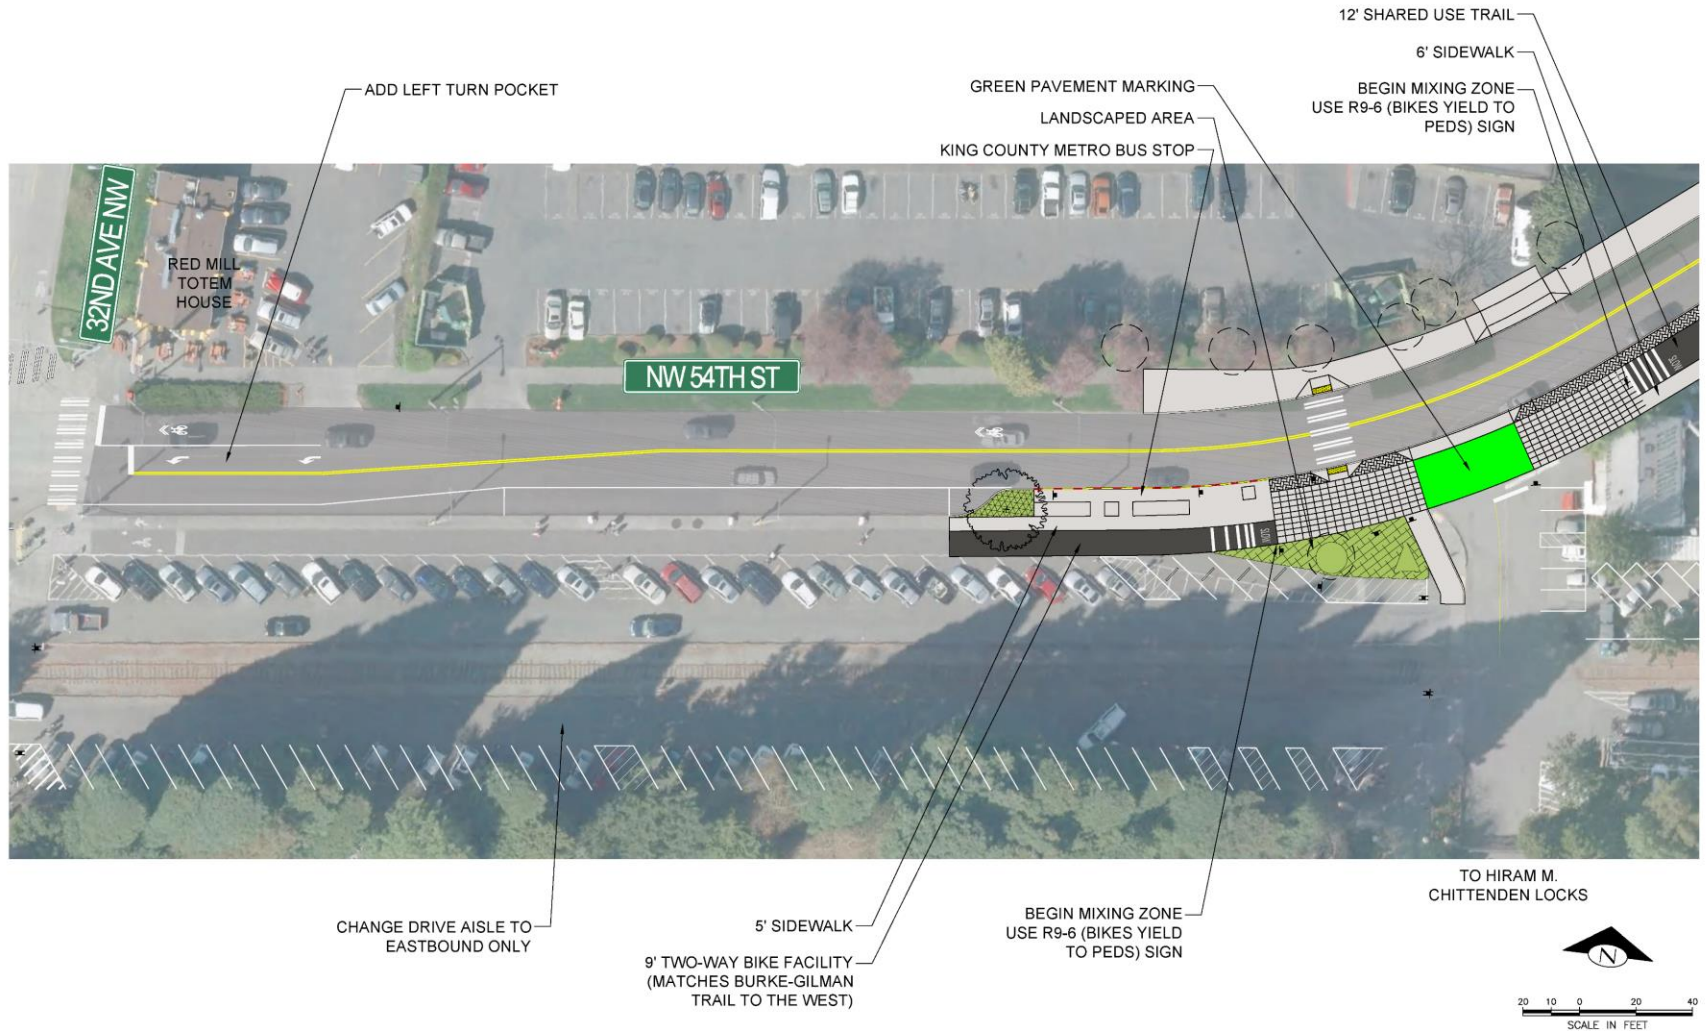 12' SHARED USE TRAIL
6' SIDEWALK
ADD LEFT TURN POCKET
GREEN PAVEMENT MARKING
BEGIN MIXING ZONE
USE R9-6 (BIKES YIELD TO
PEDS) SIGN
LANDSCAPED AREA
KING COUNTY METRO BUS STOP
32ND AVE NW
RED MILL
TOTEM
HOUSE
NW 54TH ST
SLOW
SLOW
TO HIRAM M.
CHITTENDEN LOCKS
CHANGE DRIVE AISLE TO
EASTBOUND ONLY
5' SIDEWALK
9' TWO-WAY BIKE FACILITY
(MATCHES BURKE-GILMAN
TRAIL TO THE WEST)
BEGIN MIXING ZONE
USE R9-6 (BIKES YIELD
TO PEDS) SIGN
N
20 10 0 20 40
SCALE IN FEET